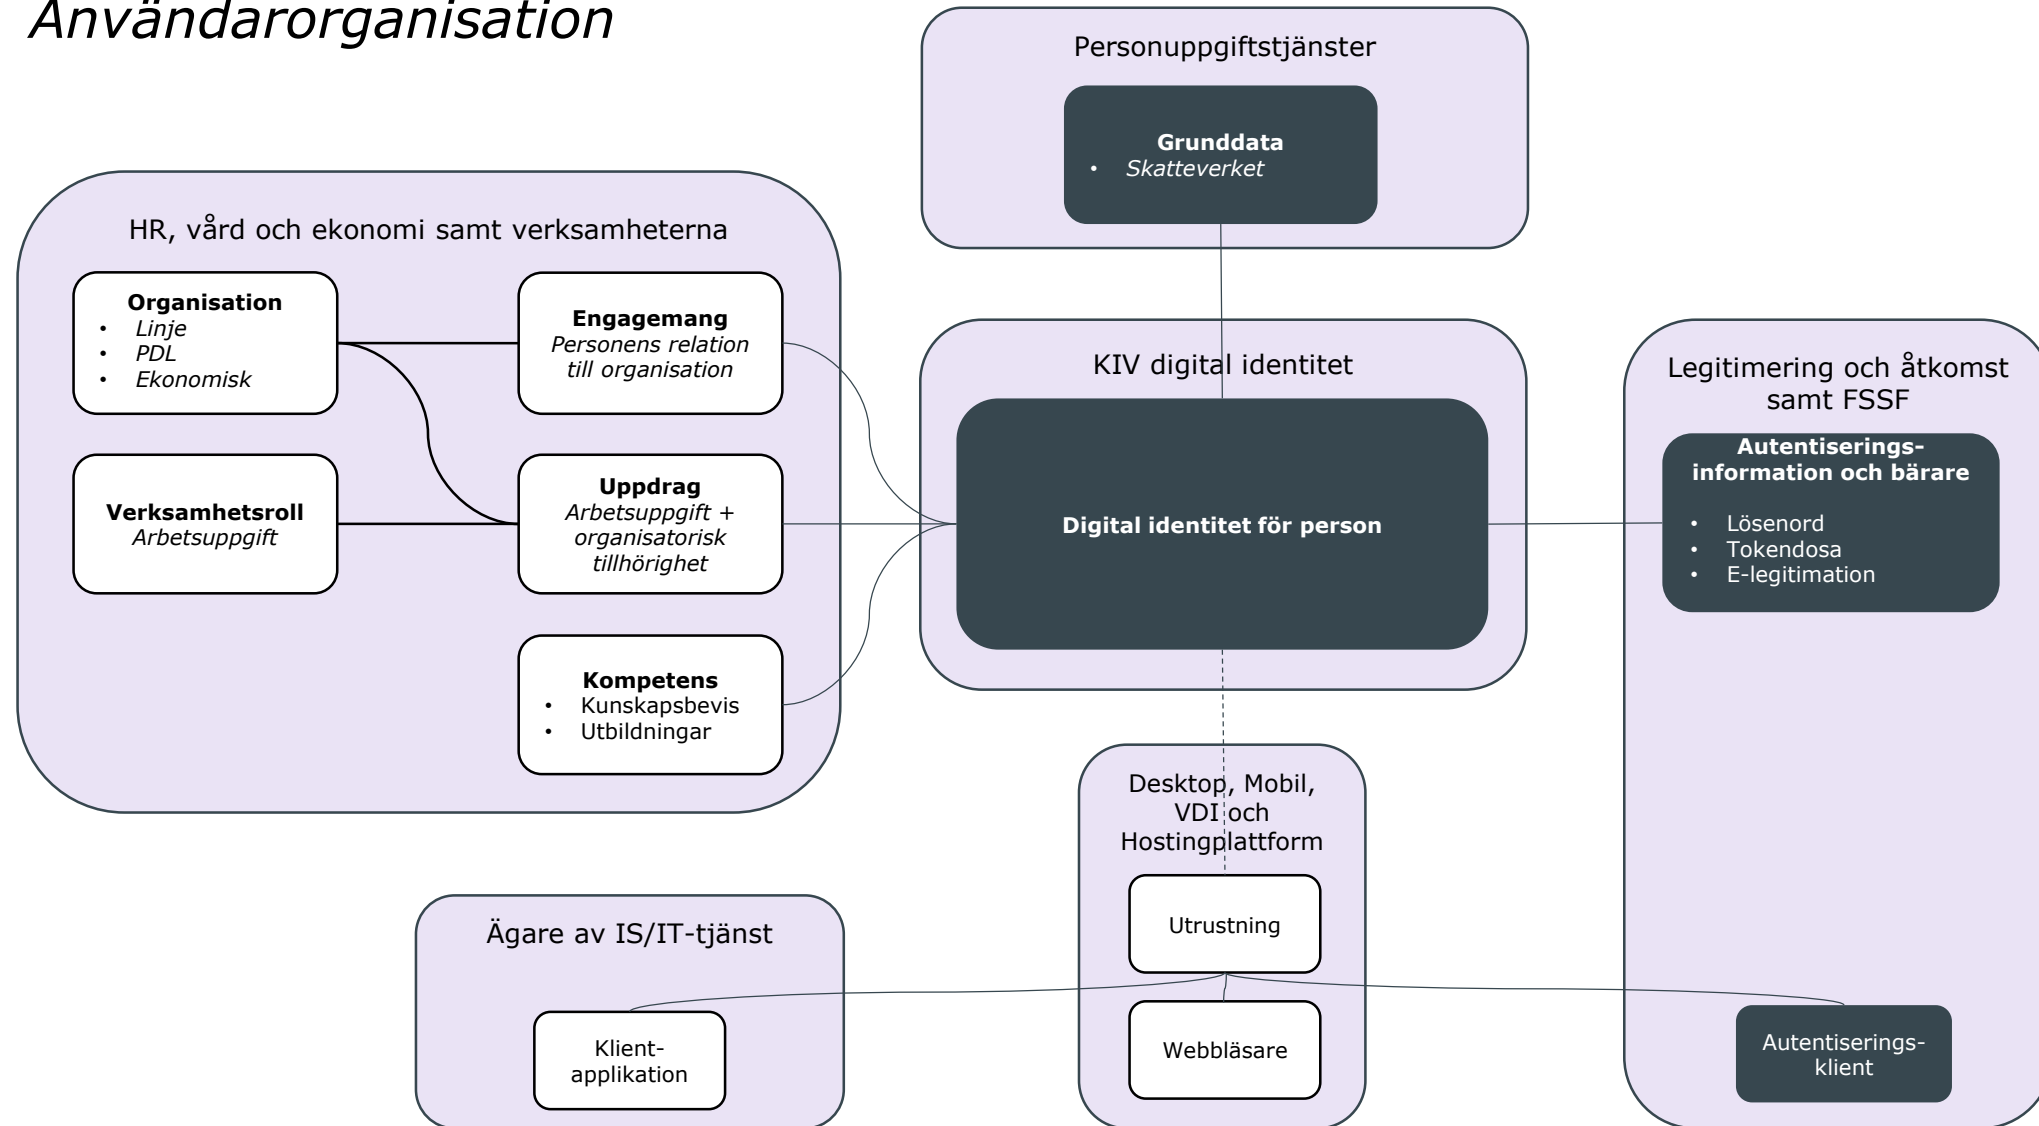 Användarorganisation
Personuppgiftstjänster
Grunddata
• Skatteverket
HR, vård och ekonomi samt verksamheterna
Organisation
• Linje
• PDL
• Ekonomisk
Engagemang
Personens relation
till organisation
Verksamhetsroll
Arbetsuppgift
Uppdrag
Arbetsuppgift +
organisatorisk
tillhörighet
Kompetens
• Kunskapsbevis
• Utbildningar
KIV digital identitet
Digital identitet för person
Legitimering och åtkomst
samt FSSF
Autentiserings-
information och bärare
• Lösenord
• Tokendosa
• E-legitimation
Desktop, Mobil,
VDI och
Hostingplattform
Utrustning
Webbläsare
Ägare av IS/IT-tjänst
Klient-
applikation
Autentiserings-
klient